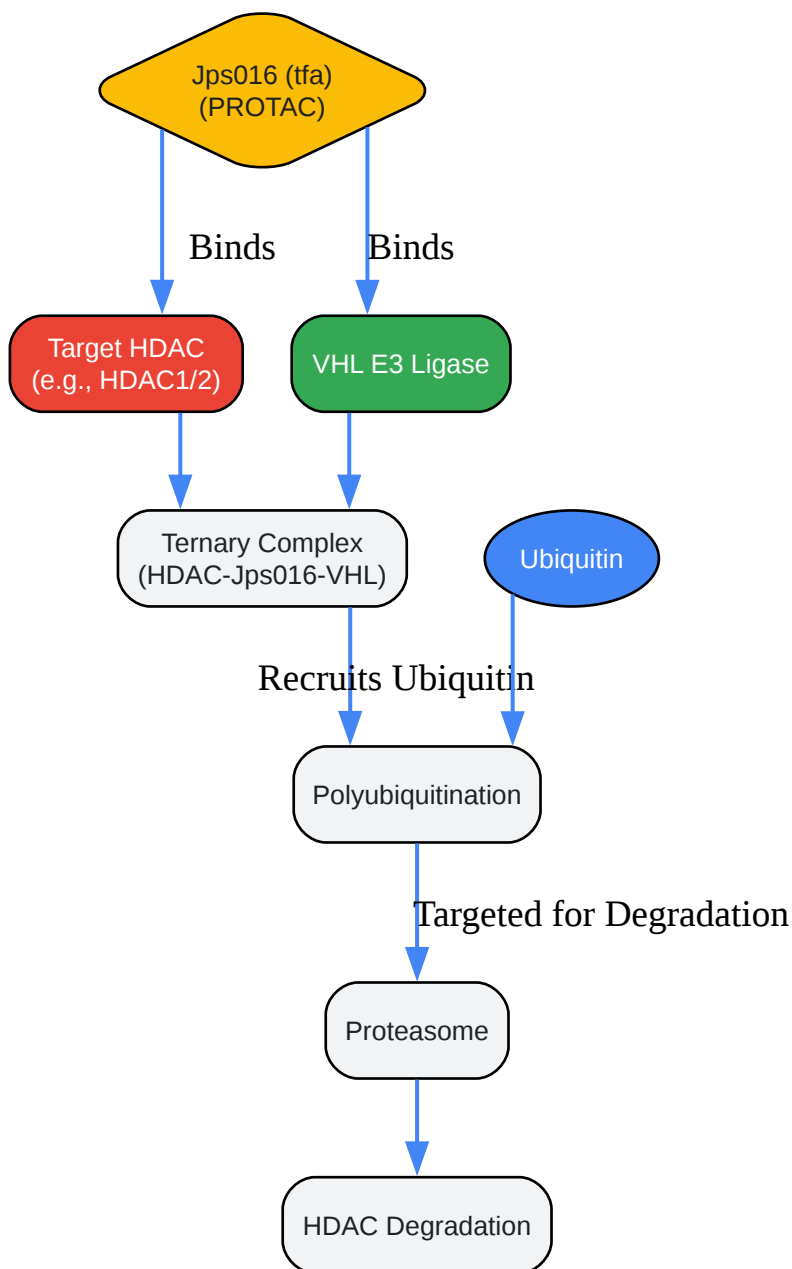 Jps016 (tfa)
(PROTAC)
Binds
Binds
Target HDAC
(e.g., HDAC1/2)
VHL E3 Ligase
Ternary Complex
(HDAC-Jps016-VHL)
Ubiquitin
Recruits Ubiquitin
Polyubiquitination
Targeted for Degradation
Proteasome
HDAC Degradation